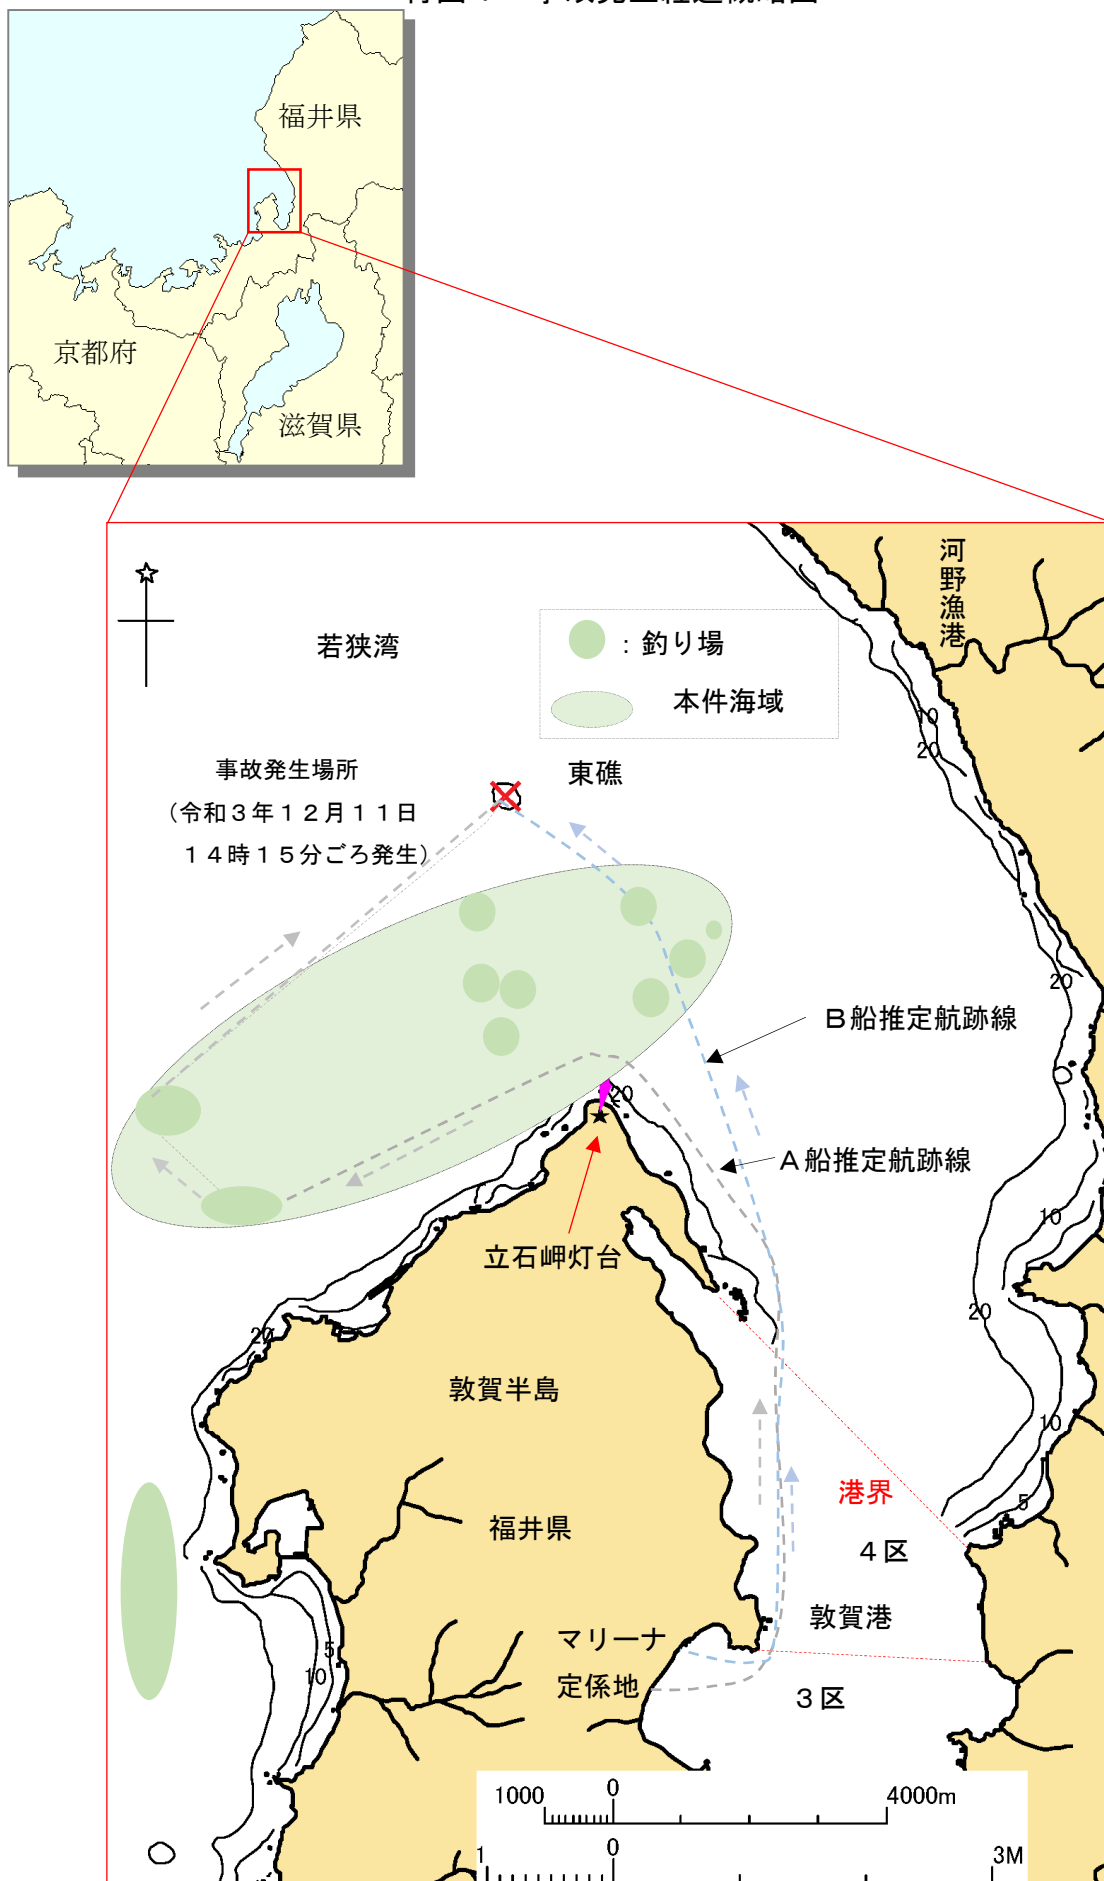 福井県
京都府
滋賀県
河野漁港
：釣り場
若狭湾
本件海域
10
20
東礁
事故発生場所
（令和３年１２月１１日
１４時１５分ごろ発生）
20
Ｂ船推定航跡線
20
Ａ船推定航跡線
10
立石岬灯台
20
20
敦賀半島
10
港界
5
福井県
４区
敦賀港
マリーナ
5
10
定係地
３区
1000
0
4000m
1
0
3M